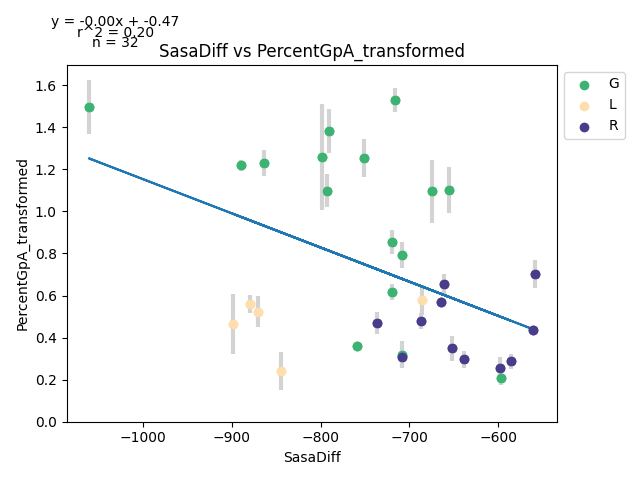 y = -0.00x + -0.47
r^2 = 0.20
n = 32
SasaDiff vs PercentGpA_transformed
G
L
R
PercentGpA_transformed
1.6
1.4
1.2
1.0
0.8
0.6
0.4
0.2
0.0
−1000 −900 −800 −700 −600
SasaDiff